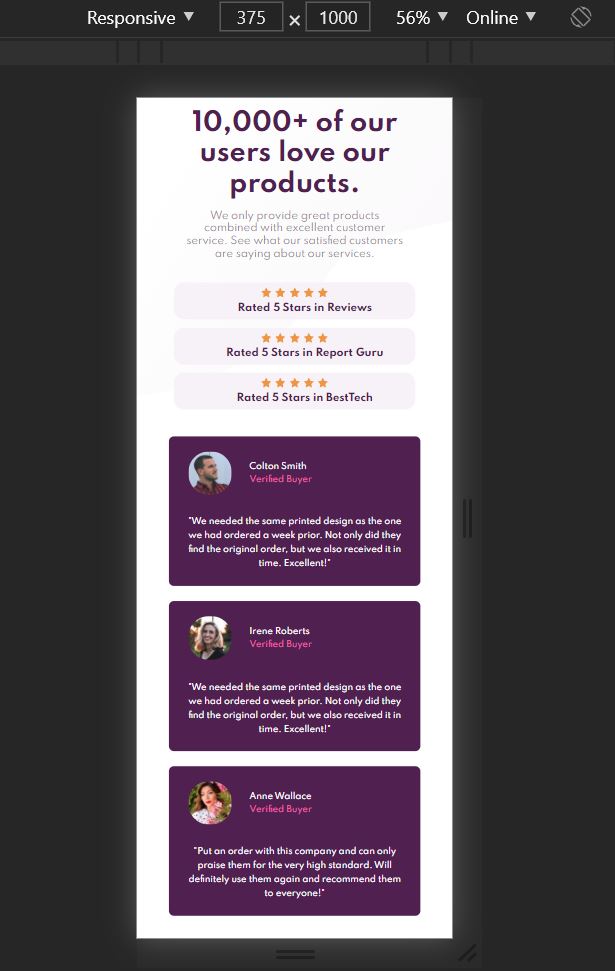 Responsive ▼ 375 × 1000 56% ▼ Online ▼
10,000+ of our
users love our
products.
We only provide great products
combined with excellent customer
service. See what our satisfied customers
are saying about our services.
Rated 5 Stars in Reviews
Rated 5 Stars in Report Guru
Rated 5 Stars in BestTech
Colton Smith
Verified Buyer
"We needed the same printed design as the one
we had ordered a week prior. Not only did they
find the original order, but we also received it in
time. Excellent!"
Irene Roberts
Verified Buyer
"We needed the same printed design as the one
we had ordered a week prior. Not only did they
find the original order, but we also received it in
time. Excellent!"
Anne Wallace
Verified Buyer
"Put an order with this company and can only
praise them for the very high standard. Will
definitely use them again and recommend them
to everyone!"